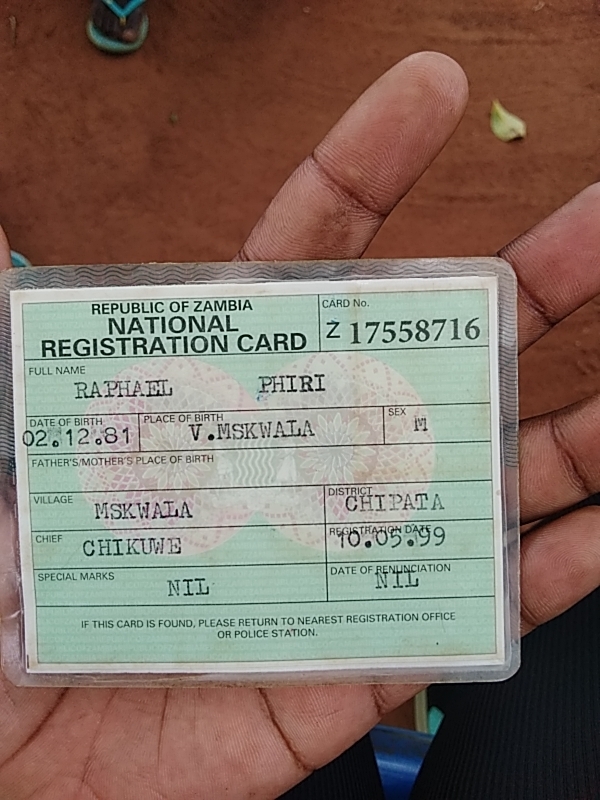 REPUBLIC OF ZAMBIA
NATIONAL
REGISTRATION CARD
CARD No.
Z 17558716
FULL NAME
RAPHAEL PHIRI
DATE OF BIRTH
02.12.81
PLACE OF BIRTH
V.MSKWALA
SEX
M
FATHER'S/MOTHER'S PLACE OF BIRTH
VILLAGE
MSKWALA
DISTRICT
CHIPATA
CHIEF
CHIKUWE
REGISTRATION DATE
10.05.99
SPECIAL MARKS
NIL
DATE OF RENUNCIATION
NIL
IF THIS CARD IS FOUND, PLEASE RETURN TO NEAREST REGISTRATION OFFICE
OR POLICE STATION.